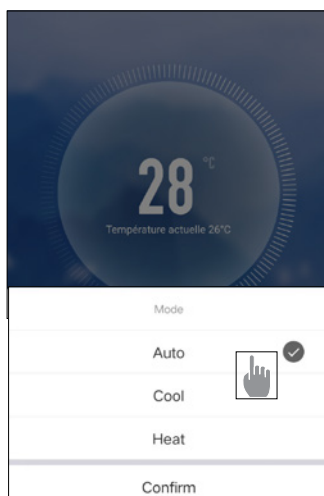 28 °C
Température actuelle 26°C
Mode
Auto
Cool
Heat
Confirm